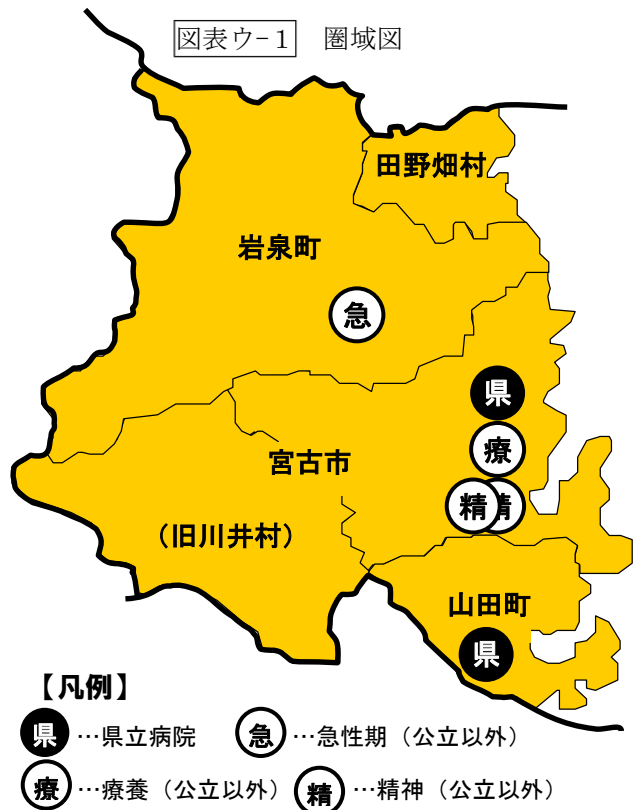 図表ウ-1 圏域図
田野畑村
岩泉町
急
県
療
宮古市
精精
(旧川井村)
山田町
県
【凡例】
県…県立病院 急…急性期(公立以外)
療…療養(公立以外) 精…精神(公立以外)